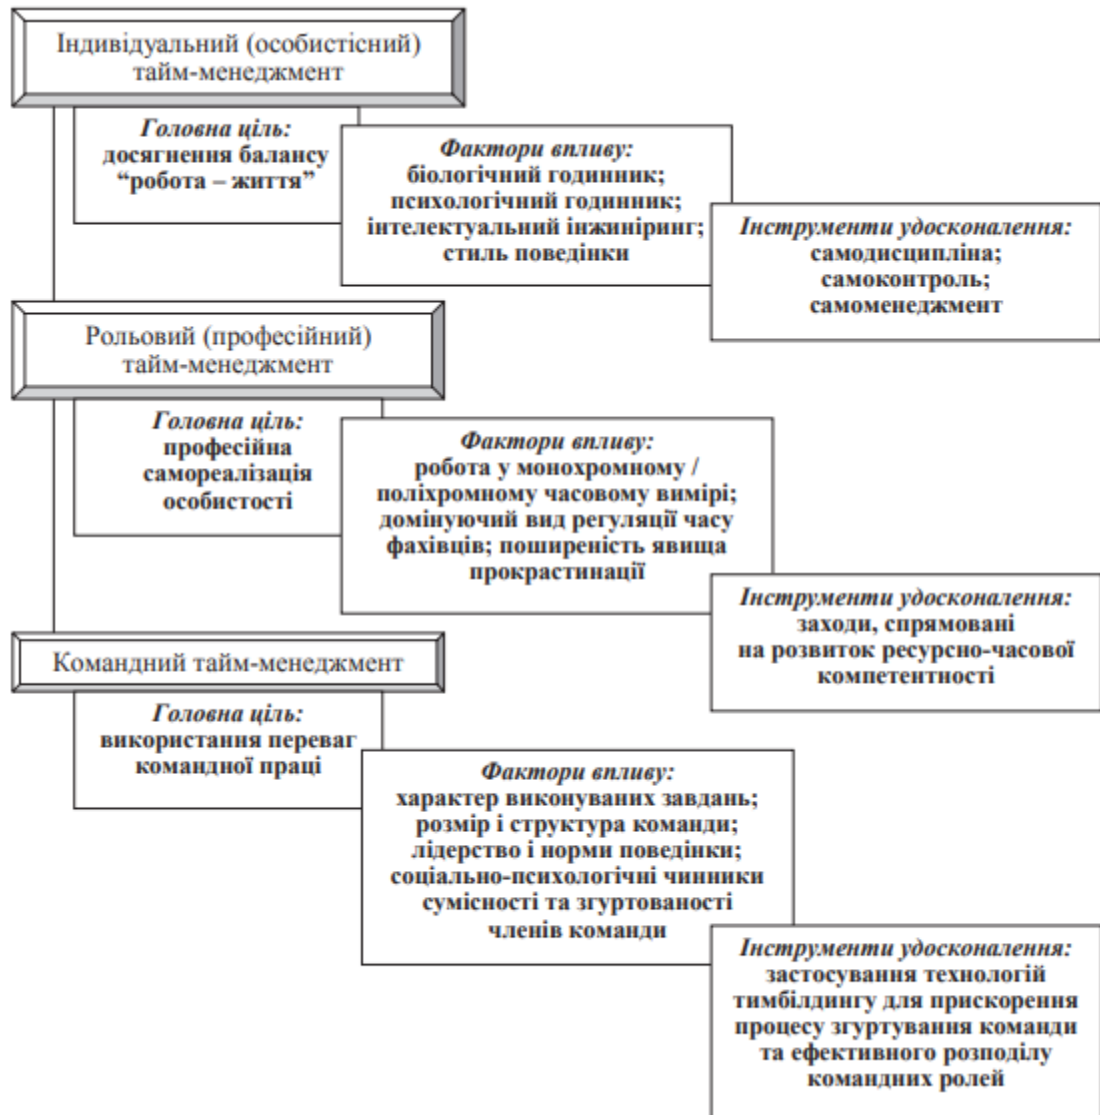 Індивідуальний (особистісний)
тайм-менеджмент
Головна ціль:
досягнення балансу
“робота – життя”
Фактори впливу:
біологічний годинник;
психологічний годинник;
інтелектуальний інжиніринг;
стиль поведінки
Інструменти удосконалення:
самодисципліна;
самоконтроль;
самоменеджмент
Рольовий (професійний)
тайм-менеджмент
Головна ціль:
професійна
самореалізація
особистості
Фактори впливу:
робота у монохромному /
поліхромному часовому вимірі;
домінуючий вид регуляції часу
фахівців; поширеність явища
прокрастинації
Інструменти удосконалення:
заходи, спрямовані
на розвиток ресурсно-часової
компетентності
Командний тайм-менеджмент
Головна ціль:
використання переваг
командної праці
Фактори впливу:
характер виконуваних завдань;
розмір і структура команди;
лідерство і норми поведінки;
соціально-психологічні чинники
сумісності та згуртованості
членів команди
Інструменти удосконалення:
застосування технологій
тимбілдингу для прискорення
процесу згуртування команди
та ефективного розподілу
командних ролей